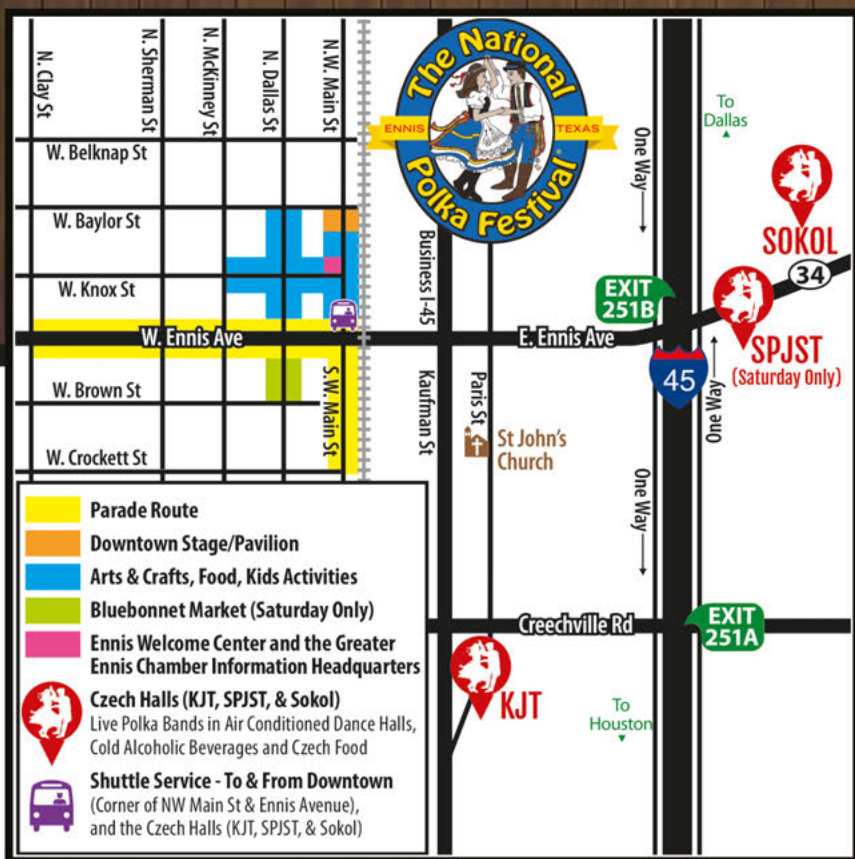 N. Clay St
N. Sherman St
N. McKinney St
N. Dallas St
N.W. Main St
The National
ENNIS
TEXAS
Polka Festival
One Way
To
Dallas
W. Belknap St
W. Baylor St
W. Knox St
Business I-45
SOKOL
34
EXIT
251B
W. Ennis Ave
E. Ennis Ave
SPJST
(Saturday Only)
45
One Way
W. Brown St
S.W. Main St
Kaufman St
Paris St
St John's
Church
W. Crockett St
One Way
Parade Route
Downtown Stage/Pavilion
Arts & Crafts, Food, Kids Activities
Bluebonnet Market (Saturday Only)
Ennis Welcome Center and the Greater
Ennis Chamber Information Headquarters
Czech Halls (KJT, SPJST, & Sokol)
Live Polka Bands in Air Conditioned Dance Halls,
Cold Alcoholic Beverages and Czech Food
Shuttle Service - To & From Downtown
(Corner of NW Main St & Ennis Avenue),
and the Czech Halls (KJT, SPJST, & Sokol)
Creechville Rd
EXIT
251A
KJT
To
Houston